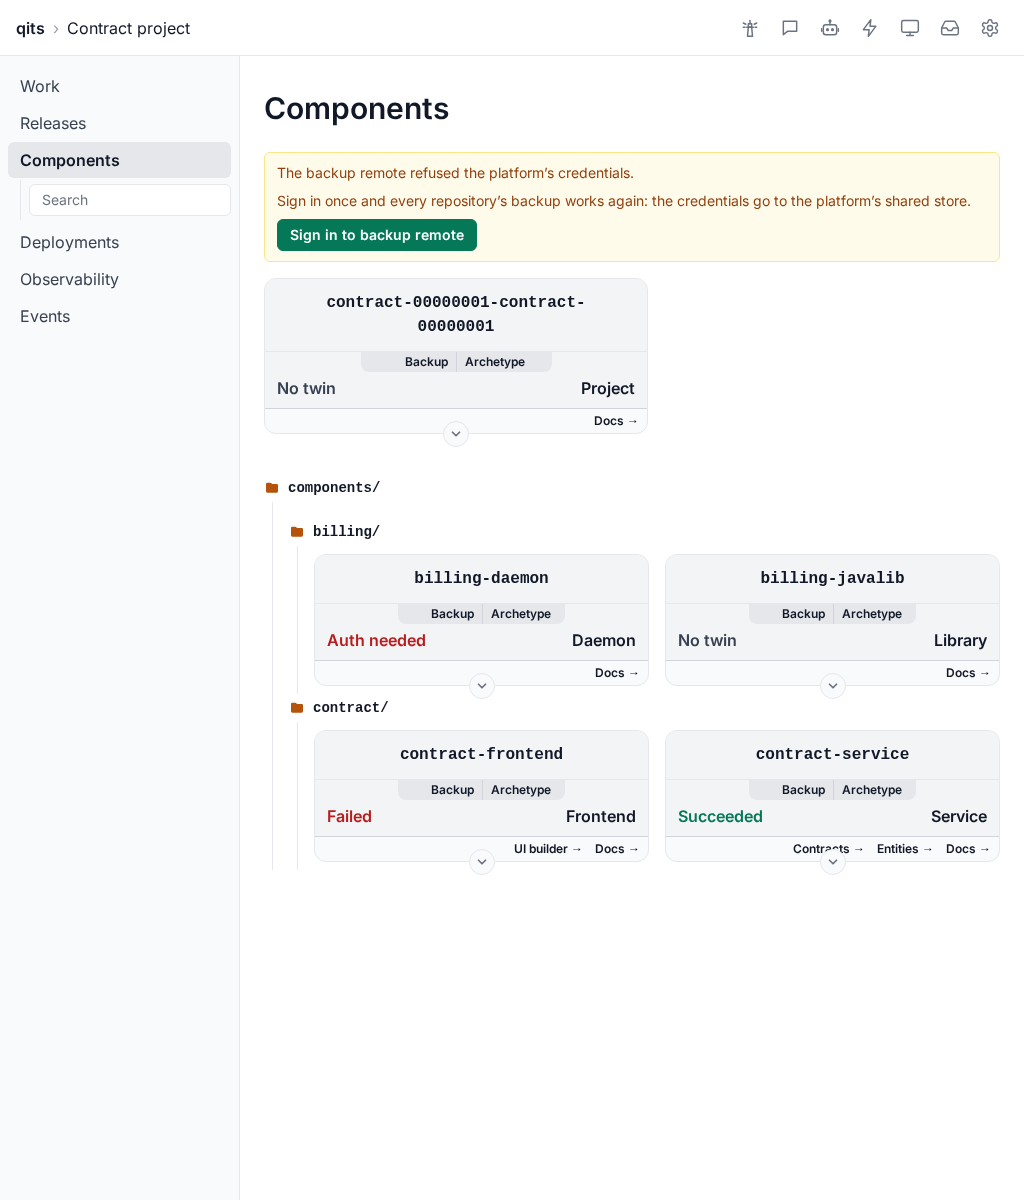 qits › Contract project
Work
Releases
Components
Search
Deployments
Observability
Events
Components
The backup remote refused the platform’s credentials.
Sign in once and every repository’s backup works again: the credentials go to the platform’s shared store.
Sign in to backup remote
contract-00000001-contract-
00000001
Backup Archetype
No twin Project
Docs →
components/
billing/
billing-daemon
Backup Archetype
Auth needed Daemon
Docs →
billing-javalib
Backup Archetype
No twin Library
Docs →
contract/
contract-frontend
Backup Archetype
Failed Frontend
UI builder → Docs →
contract-service
Backup Archetype
Succeeded Service
Contracts → Entities → Docs →